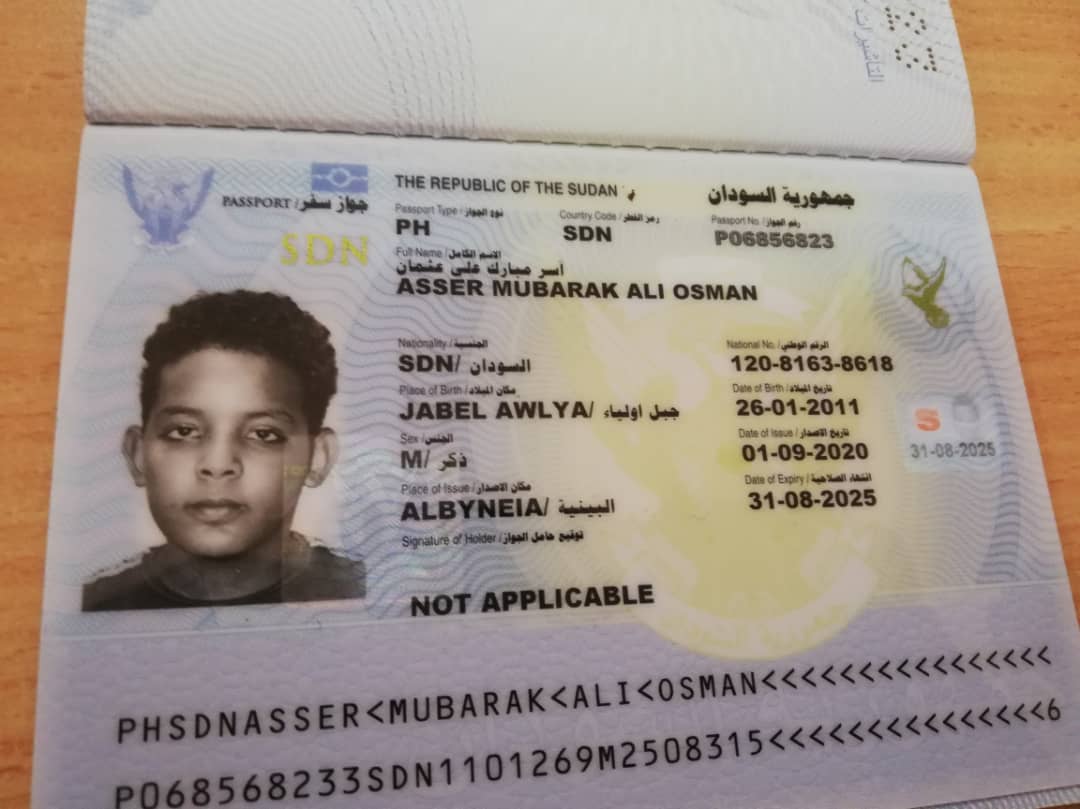 التأشيرات
THE REPUBLIC OF THE SUDAN
جمهورية السودان
PASSPORT / جواز سفر
SDN
Passport Type / نوع الجواز
PH
Country Code / رمز القطر
SDN
Passport No. / رقم الجواز
P06856823
Full Name / الاسم الكامل
أسر مبارك على عثمان
ASSER MUBARAK ALI OSMAN
Nationality / الجنسية
SDN/ السودان
National No. / الرقم الوطني
120-8163-8618
Place of Birth / مكان الميلاد
JABEL AWLYA/ جبل اولياء
Date of Birth / تاريخ الميلاد
26-01-2011
Sex / الجنس
M/ ذكر
Date of Issue / تاريخ الاصدار
01-09-2020
Place of Issue / مكان الاصدار
ALBYNEIA/ البينية
Date of Expiry / انتهاء الصلاحية
31-08-2025
S
31-08-2025
Signature of Holder / توقيع حامل الجواز
NOT APPLICABLE
PHSDNASSER<MUBARAK<ALI<OSMAN<<<<<<<<<<<<<<<<
P068568233SDN1101269M2508315<<<<<<<<<<<<<<<6